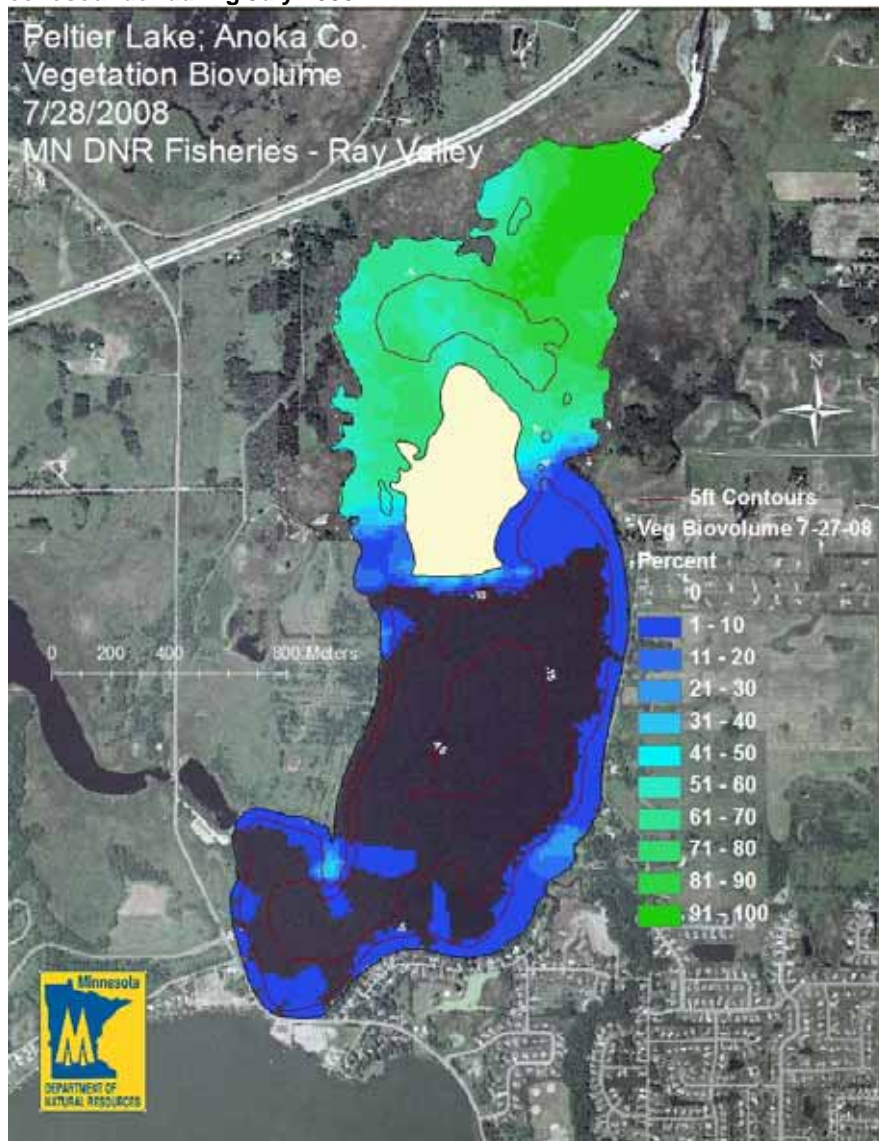 Peltier Lake; Anoka Co.
Vegetation Biovolume
7/28/2008
MN DNR Fisheries - Ray Valley
N
5ft Contours
Veg Biovolume 7-27-08
Percent
0
1 - 10
11 - 20
21 - 30
31 - 40
41 - 50
51 - 60
61 - 70
71 - 80
81 - 90
91 - 100
0 200 400 800 Meters
-10
-15
Minnesota
DEPARTMENT OF
NATURAL RESOURCES